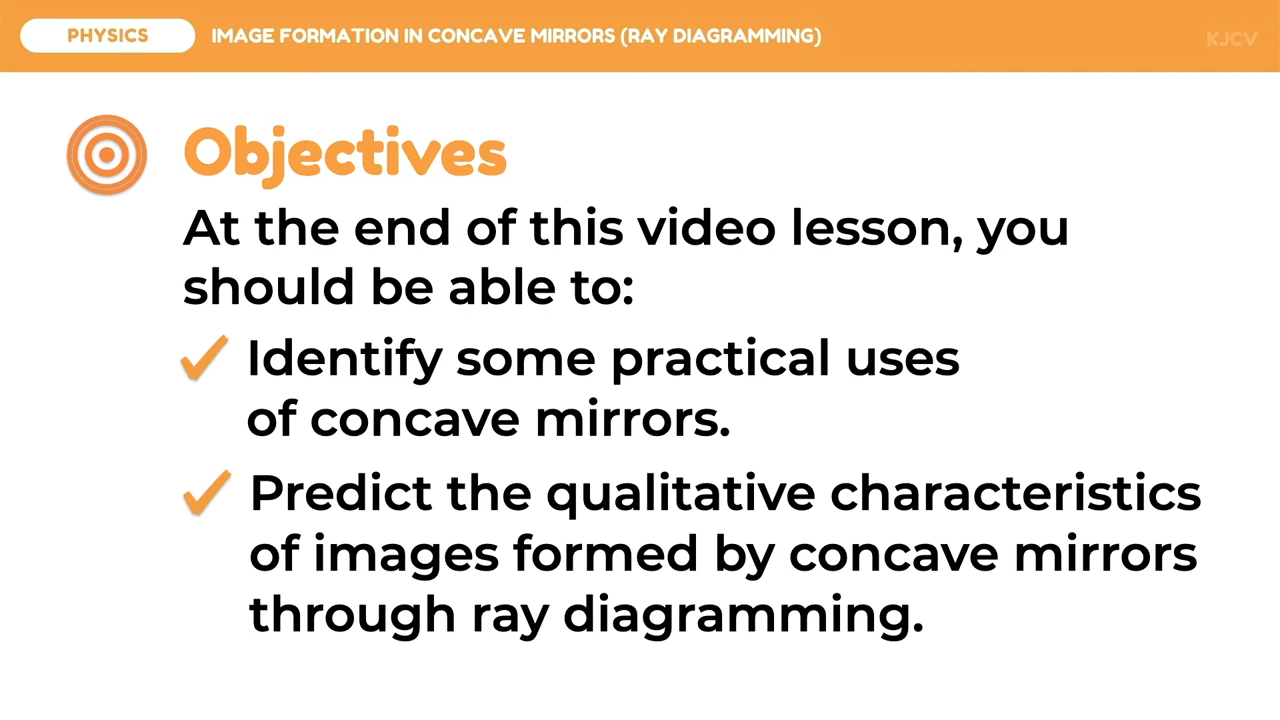 PHYSICS
IMAGE FORMATION IN CONCAVE MIRRORS (RAY DIAGRAMMING)
KJCV
Objectives
At the end of this video lesson, you
should be able to:
Identify some practical uses
of concave mirrors.
Predict the qualitative characteristics
of images formed by concave mirrors
through ray diagramming.